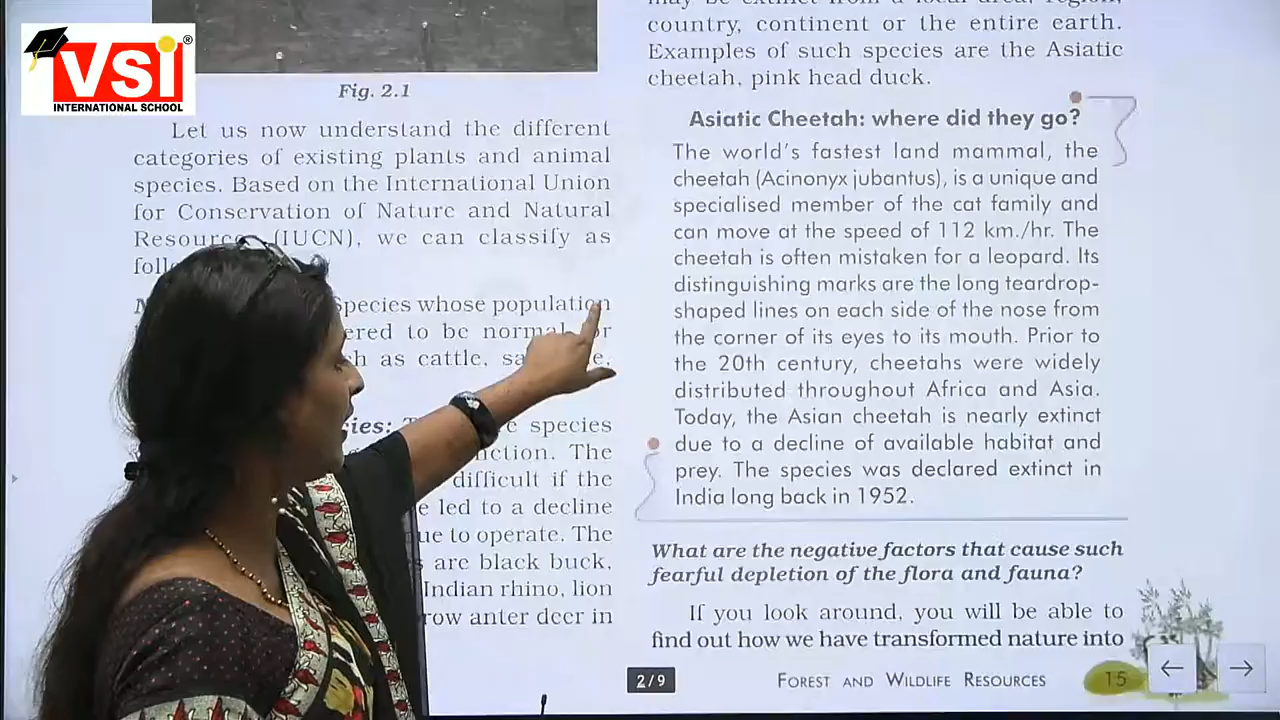 VSI®
INTERNATIONAL SCHOOL
Fig. 2.1
Let us now understand the different
categories of existing plants and animal
species. Based on the International Union
for Conservation of Nature and Natural
Resources (IUCN), we can classify as
Species whose population
to be normal
as cattle,
species
The
difficult if the
led to a decline
to operate. The
are black buck,
Indian rhino, lion
deer in
country, continent or the entire earth.
Examples of such species are the Asiatic
cheetah, pink head duck.
Asiatic Cheetah: where did they go?
The world's fastest land mammal, the
cheetah (Acinonyx jubantus), is a unique and
specialised member of the cat family and
can move at the speed of 112 km./hr. The
cheetah is often mistaken for a leopard. Its
distinguishing marks are the long teardrop-
shaped lines on each side of the nose from
the corner of its eyes to its mouth. Prior to
the 20th century, cheetahs were widely
distributed throughout Africa and Asia.
Today, the Asian cheetah is nearly extinct
due to a decline of available habitat and
prey. The species was declared extinct in
India long back in 1952.
What are the negative factors that cause such
fearful depletion of the flora and fauna?
If you look around, you will be able to
find out how we have transformed nature into
2/9
FOREST AND WILDLIFE RESOURCES
15